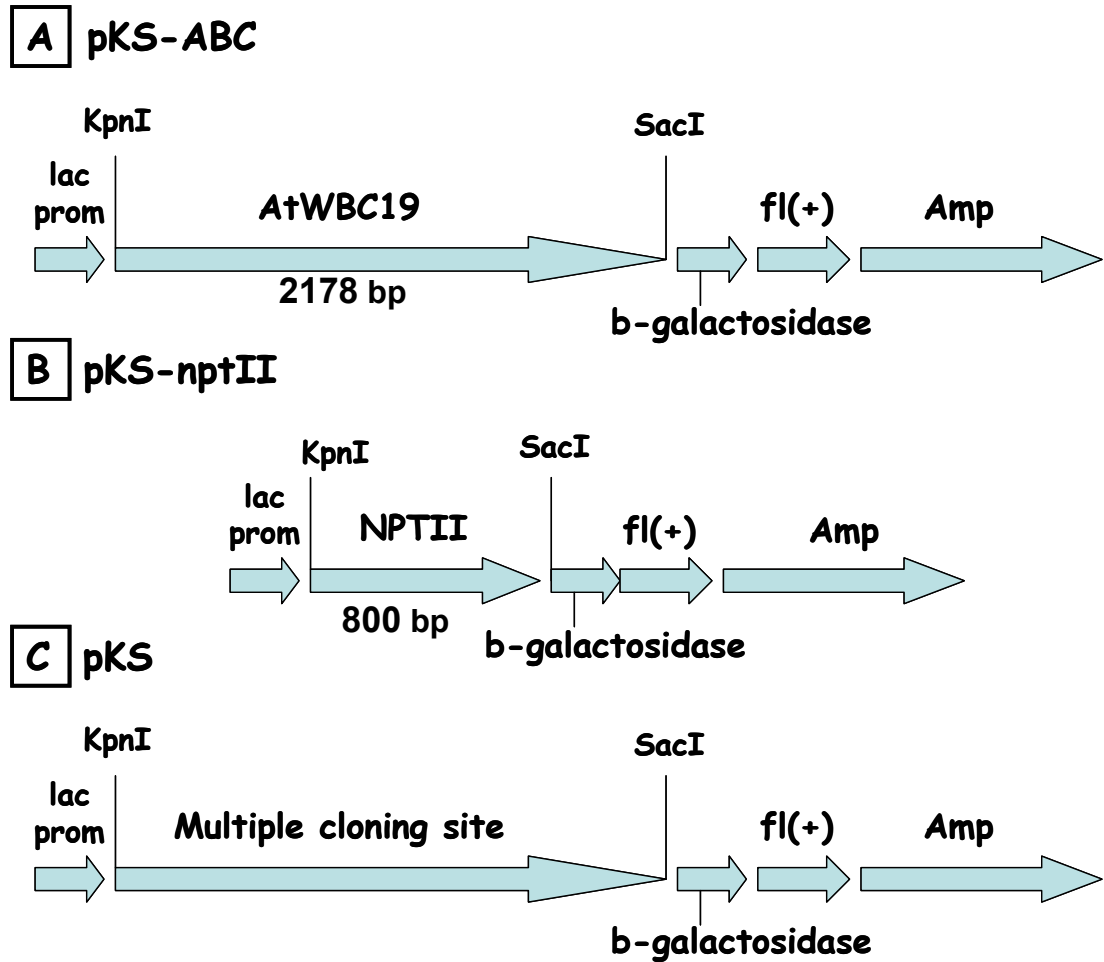 A pKS-ABC
KpnI
SacI
lac
prom
AtWBC19
fl(+)
Amp
2178 bp
b-galactosidase
B pKS-nptII
KpnI
SacI
lac
prom
NPTII
fl(+)
Amp
800 bp
b-galactosidase
C pKS
KpnI
SacI
lac
prom
Multiple cloning site
fl(+)
Amp
b-galactosidase